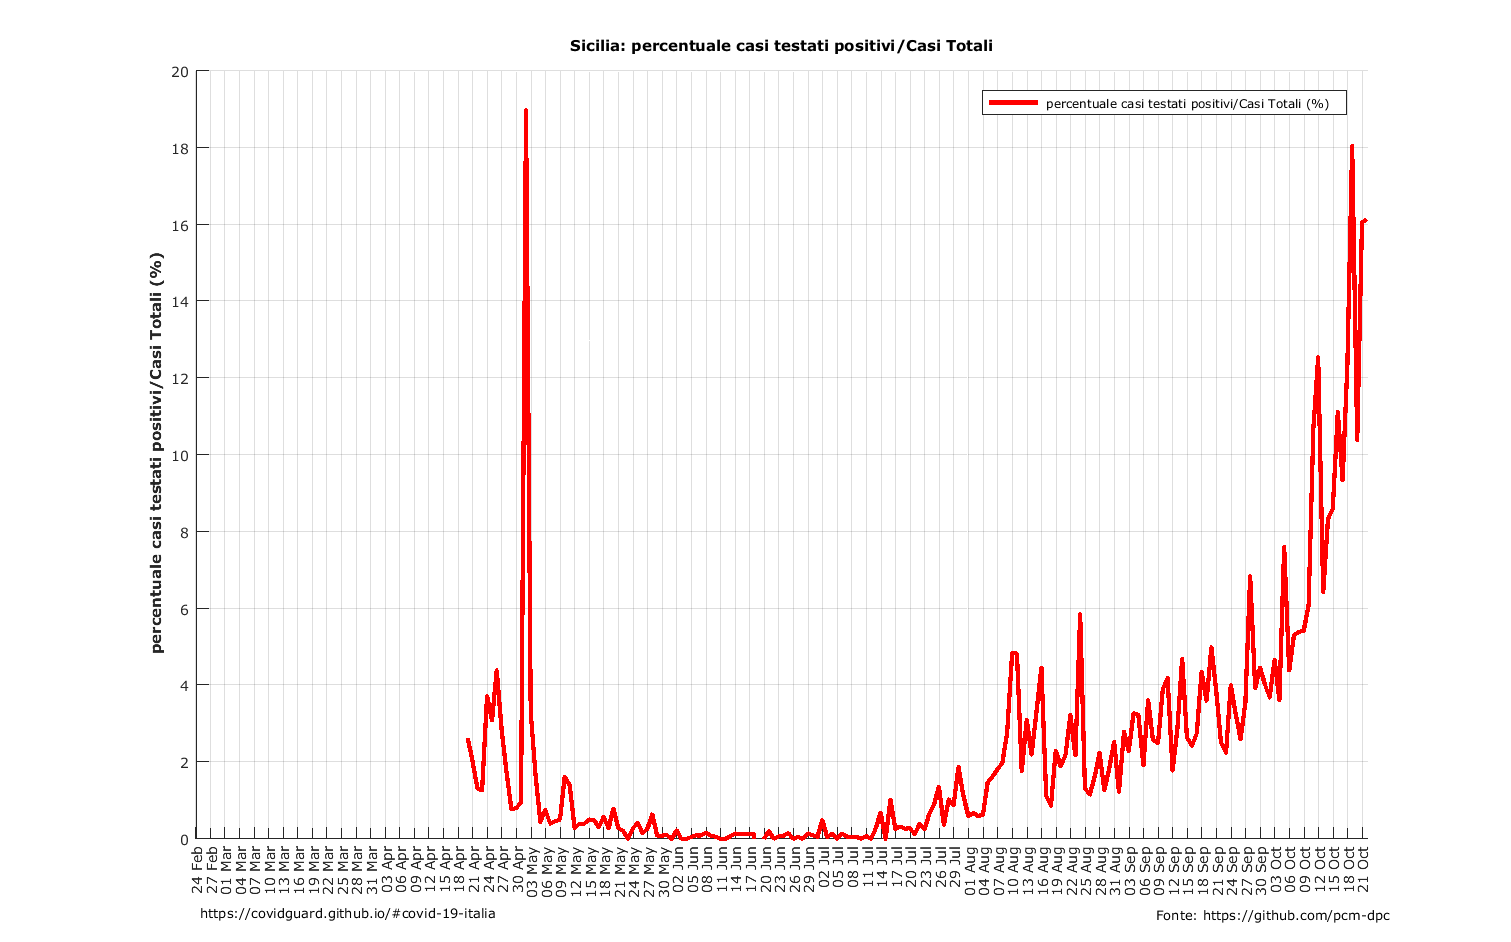 Sicilia: percentuale casi testati positivi/Casi Totali
percentuale casi testati positivi/Casi Totali (%)
percentuale casi testati positivi/Casi Totali (%)
20
18
16
14
12
10
8
6
4
2
0
24 Feb
27 Feb
01 Mar
04 Mar
07 Mar
10 Mar
13 Mar
16 Mar
19 Mar
22 Mar
25 Mar
28 Mar
31 Mar
03 Apr
06 Apr
09 Apr
12 Apr
15 Apr
18 Apr
21 Apr
24 Apr
27 Apr
30 Apr
03 May
06 May
09 May
12 May
15 May
18 May
21 May
24 May
27 May
30 May
02 Jun
05 Jun
08 Jun
11 Jun
14 Jun
17 Jun
20 Jun
23 Jun
26 Jun
29 Jun
02 Jul
05 Jul
08 Jul
11 Jul
14 Jul
17 Jul
20 Jul
23 Jul
26 Jul
29 Jul
01 Aug
04 Aug
07 Aug
10 Aug
13 Aug
16 Aug
19 Aug
22 Aug
25 Aug
28 Aug
31 Aug
03 Sep
06 Sep
09 Sep
12 Sep
15 Sep
18 Sep
21 Sep
24 Sep
27 Sep
30 Sep
03 Oct
06 Oct
09 Oct
12 Oct
15 Oct
18 Oct
21 Oct
https://covidguard.github.io/#covid-19-italia
Fonte: https://github.com/pcm-dpc